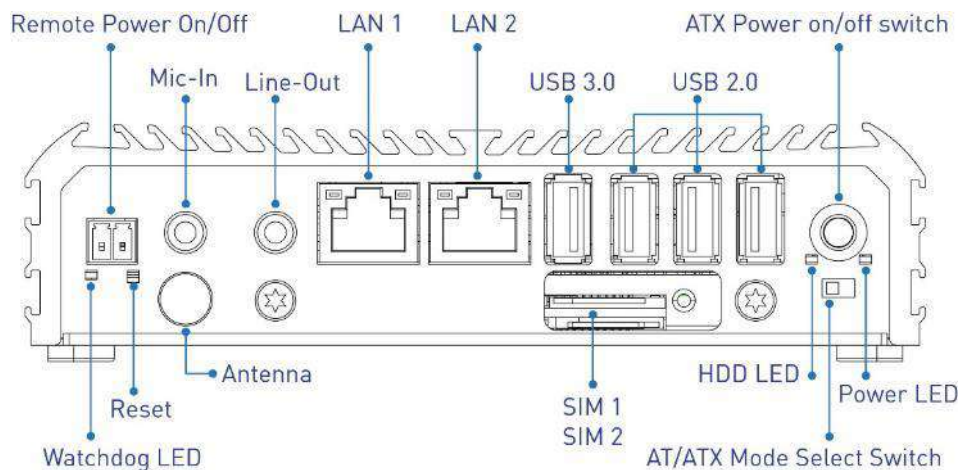 Remote Power On/Off
LAN 1
LAN 2
ATX Power on/off switch
Mic-In
Line-Out
USB 3.0
USB 2.0
Antenna
HDD LED
Power LED
Reset
SIM 1
SIM 2
Watchdog LED
AT/ATX Mode Select Switch